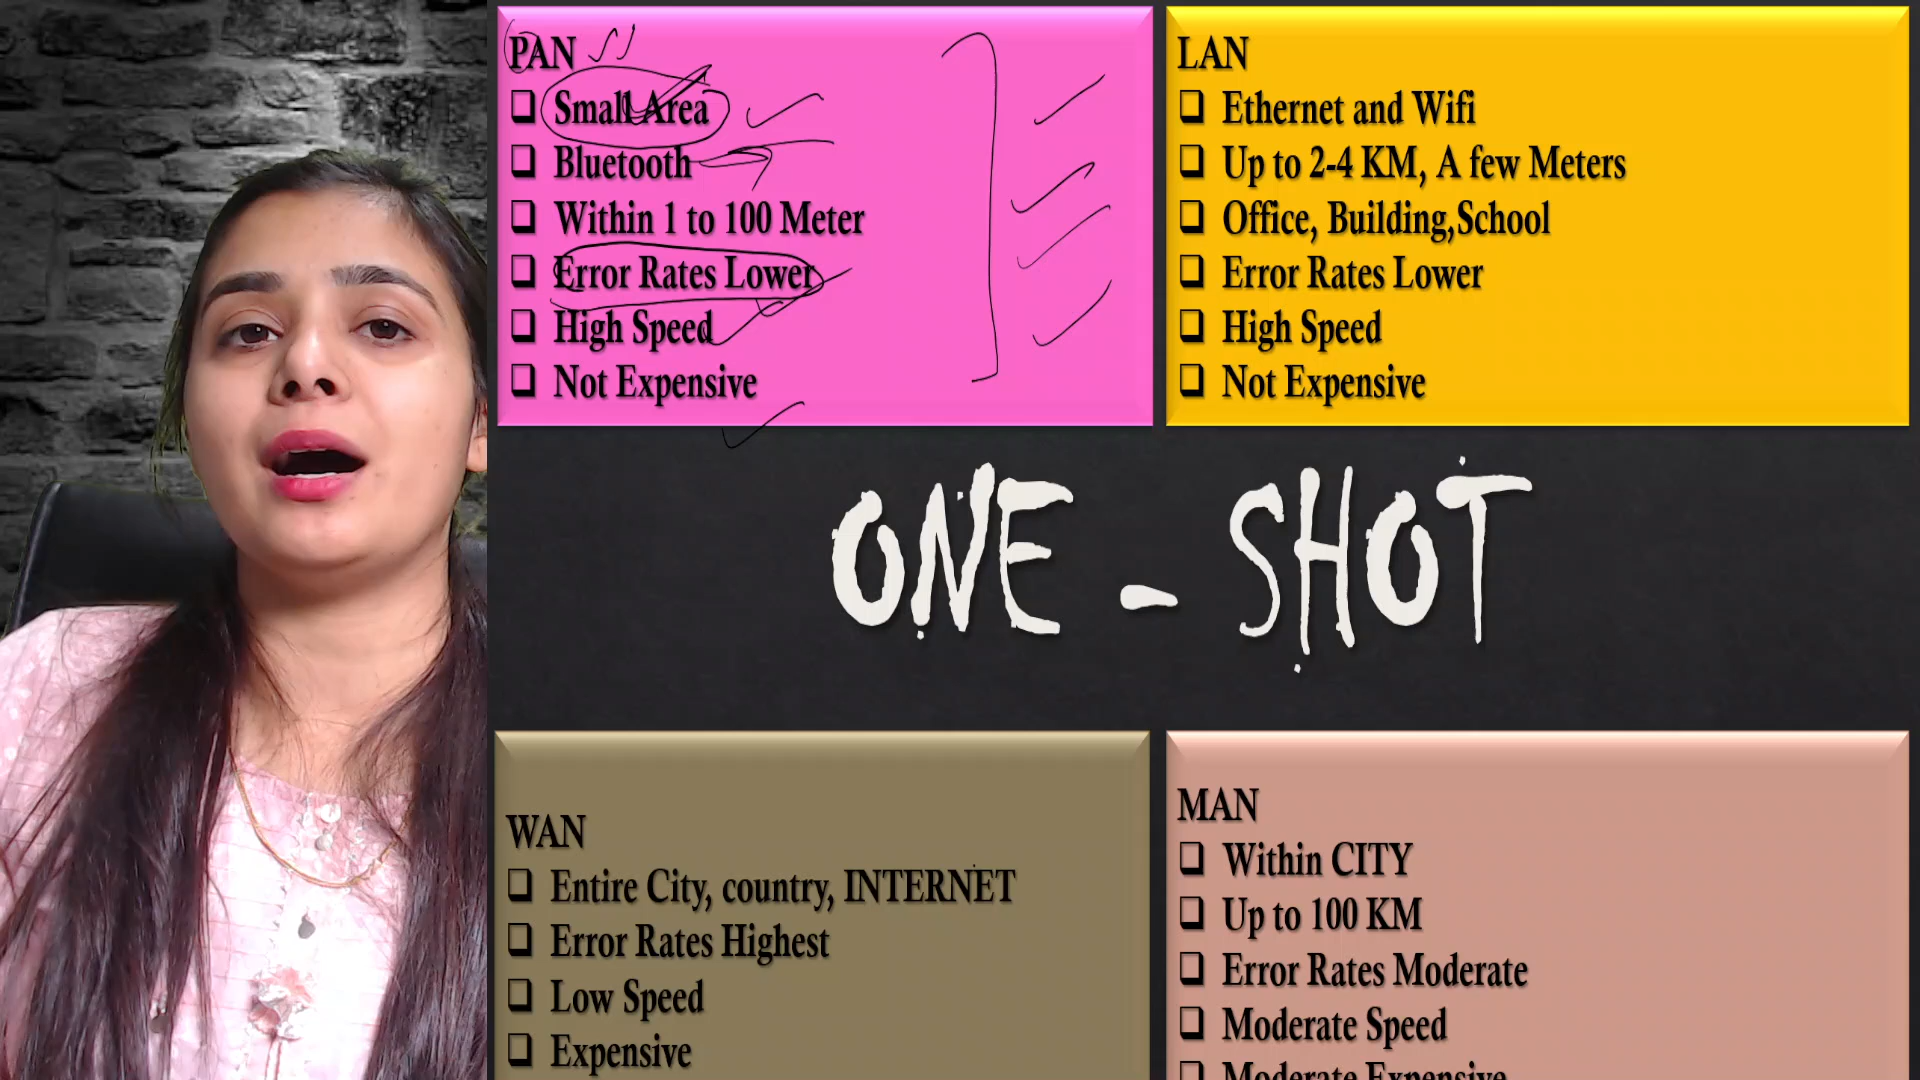 PAN
Small Area
Bluetooth
Within 1 to 100 Meter
Error Rates Lower
High Speed
Not Expensive
LAN
Ethernet and Wifi
Up to 2-4 KM, A few Meters
Office, Building,School
Error Rates Lower
High Speed
Not Expensive
ONE - SHOT
WAN
Entire City, country, INTERNET
Error Rates Highest
Low Speed
Expensive
MAN
Within CITY
Up to 100 KM
Error Rates Moderate
Moderate Speed
Moderate Expensive